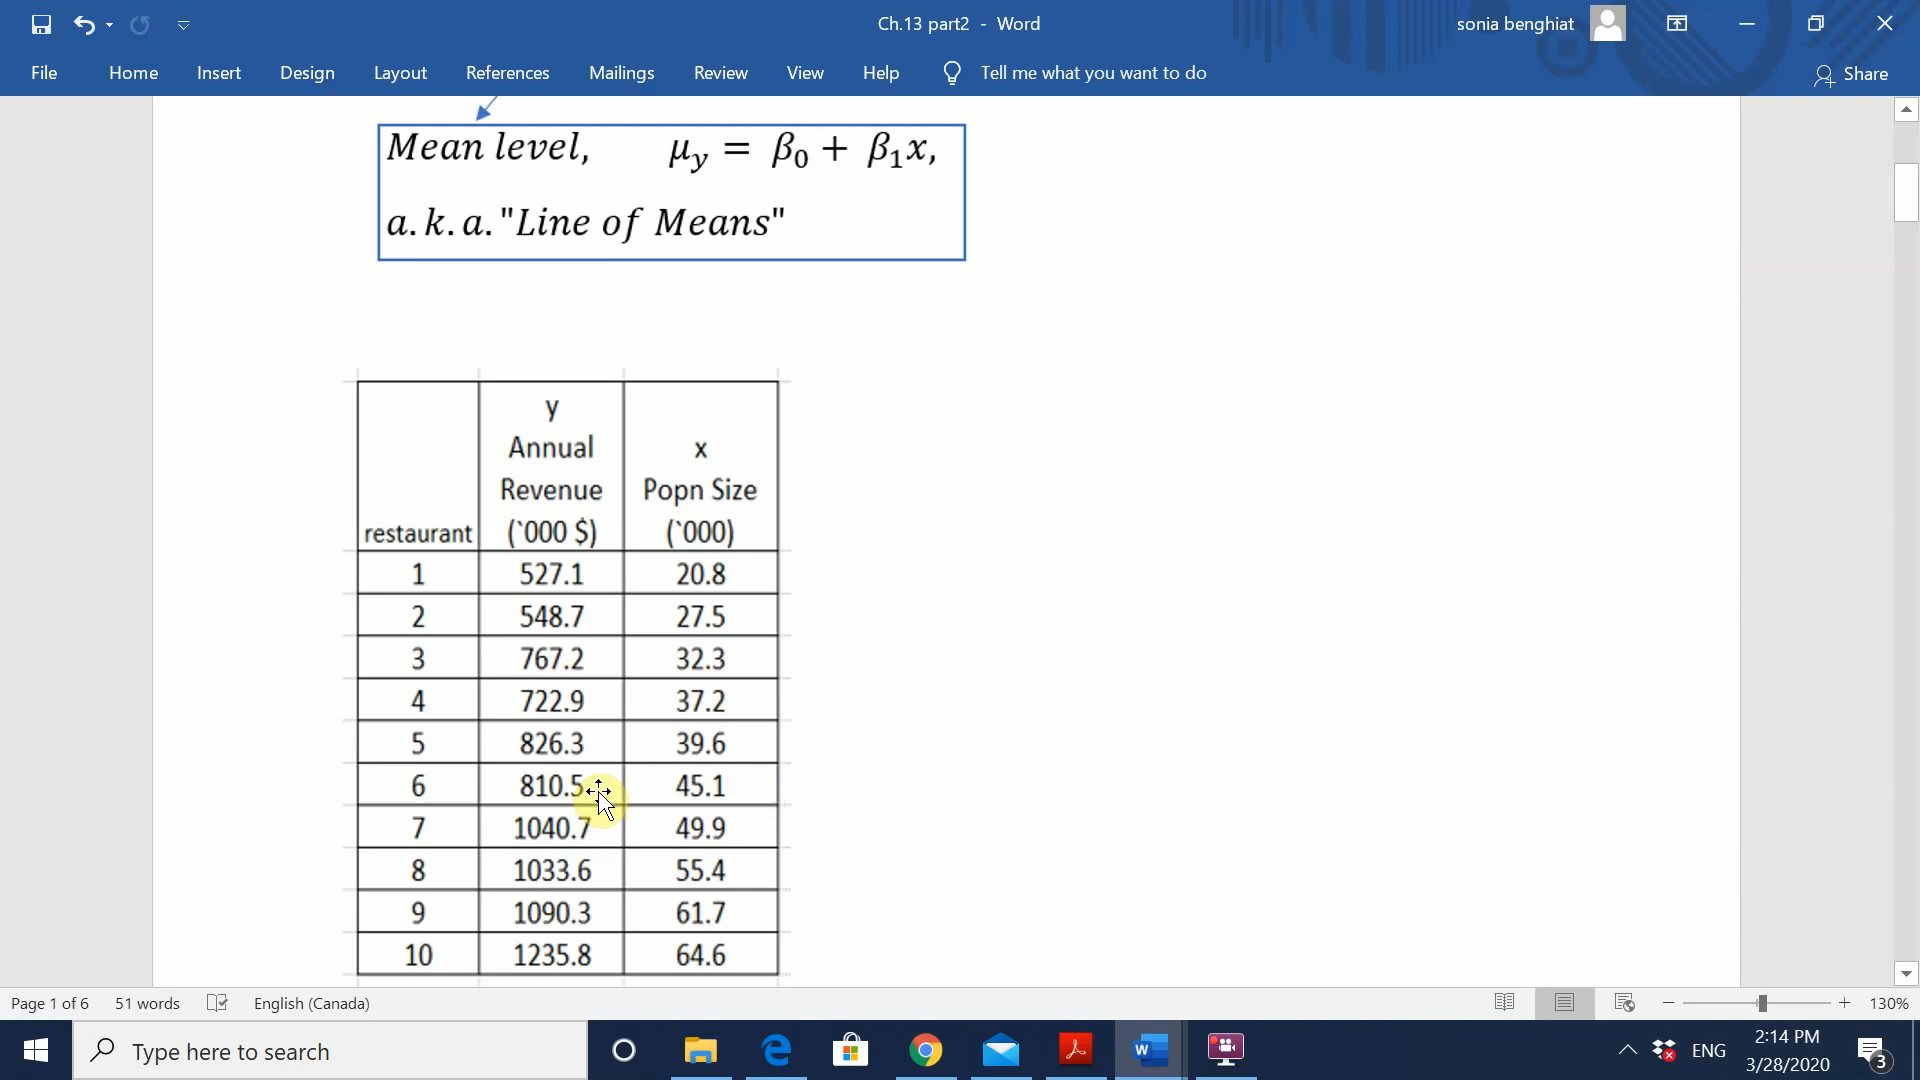 Ch.13 part2 - Word
sonia benghiat
File Home Insert Design Layout References Mailings Review View Help Tell me what you want to do Share
Mean level, μy = β0 + β1x,
a.k.a."Line of Means"
restaurant
y
Annual
Revenue
(`000 $)
x
Popn Size
(`000)
1 527.1 20.8
2 548.7 27.5
3 767.2 32.3
4 722.9 37.2
5 826.3 39.6
6 810.5 45.1
7 1040.7 49.9
8 1033.6 55.4
9 1090.3 61.7
10 1235.8 64.6
Page 1 of 6 51 words English (Canada) 130%
Type here to search
ENG
2:14 PM
3/28/2020
3